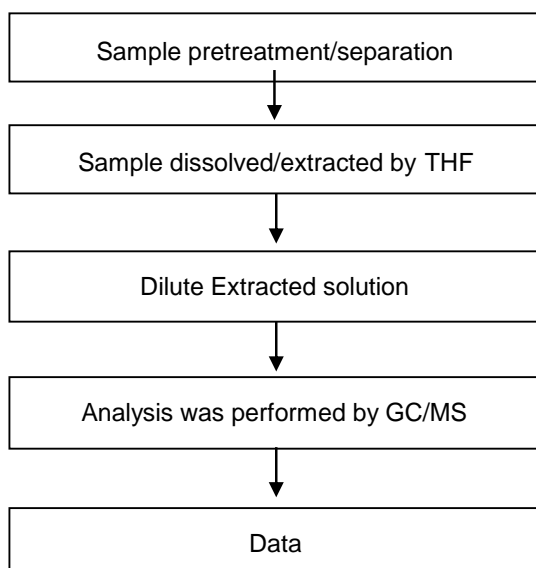 Sample pretreatment/separation
Sample dissolved/extracted by THF
Dilute Extracted solution
Analysis was performed by GC/MS
Data